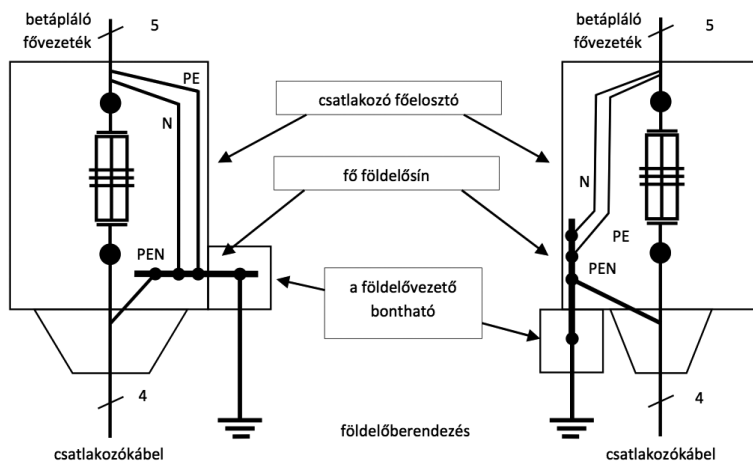 betápláló
fővezeték
5
PE
N
PEN
4
csatlakozókábel
csatlakozó főelosztó
fő földelősín
a földelővezető
bontható
földelőberendezés
betápláló
fővezeték
5
N
PE
PEN
4
csatlakozókábel